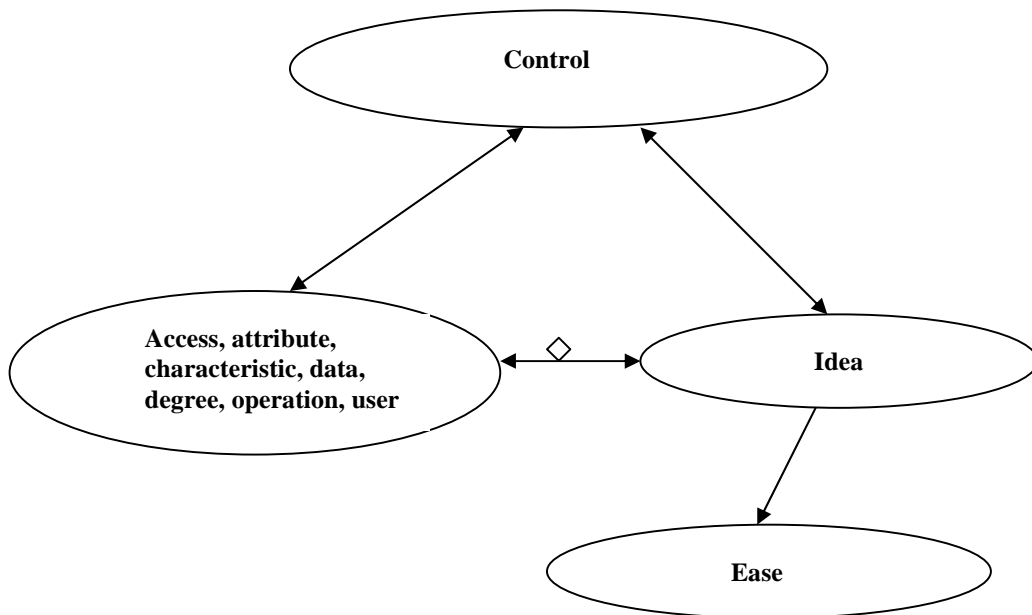 Control
Access, attribute,
characteristic, data,
degree, operation, user
Idea
Ease